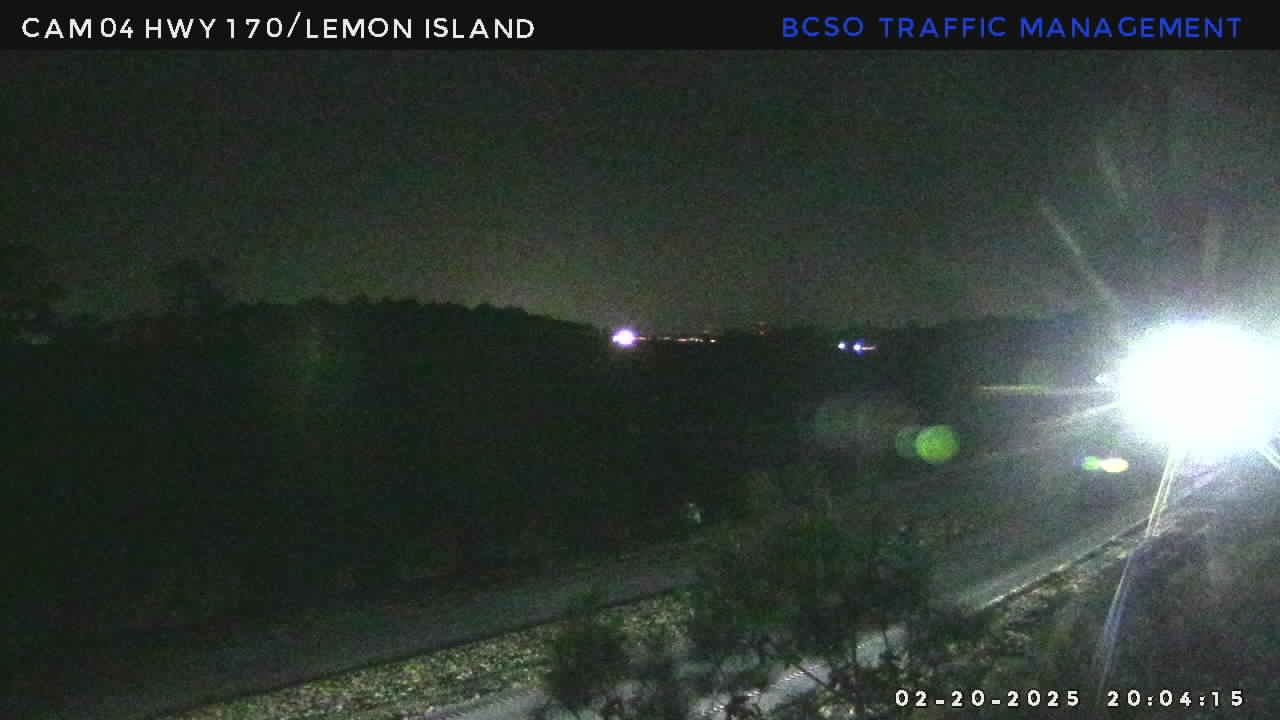 CAM04 HWY 170/LEMON ISLAND
BCSO TRAFFIC MANAGEMENT
02-20-2025 20:04:15